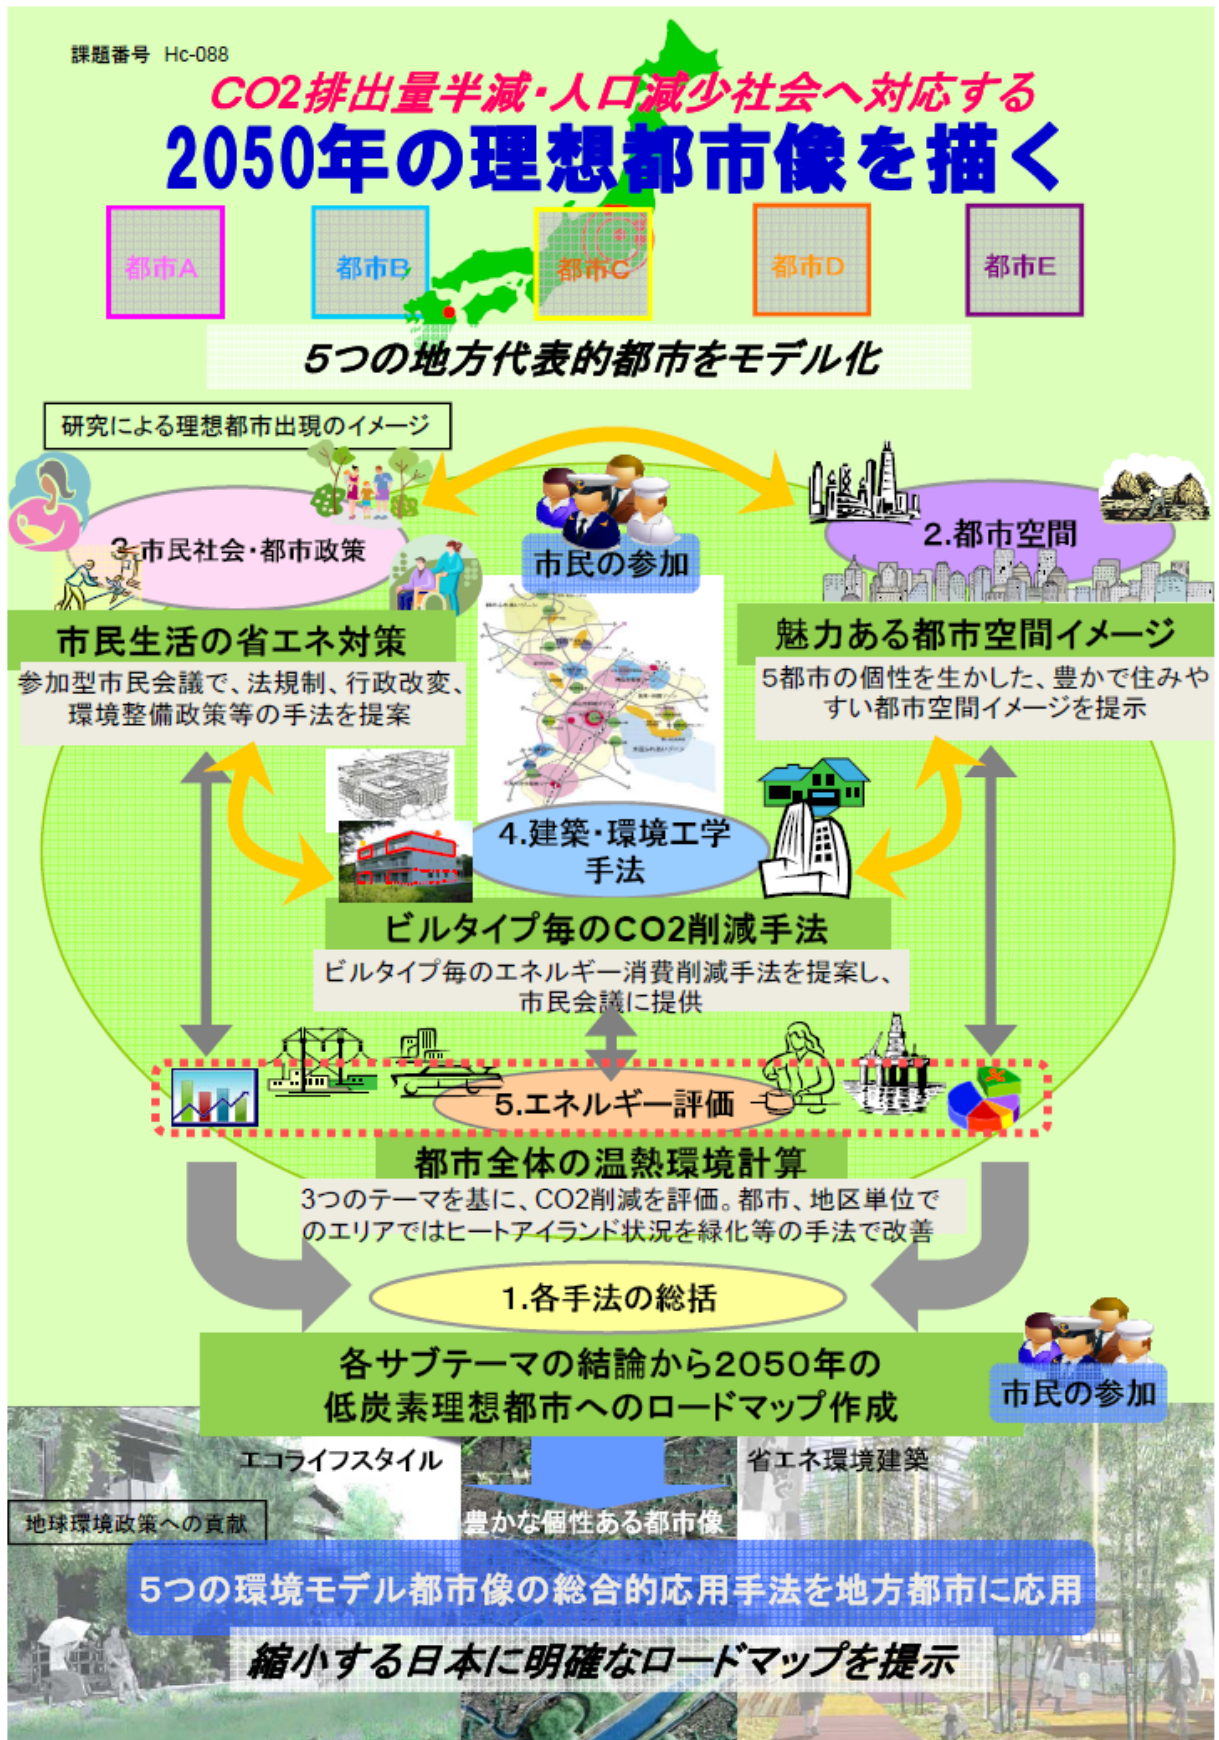 課題番号 Hc-088
CO2排出量半減・人口減少社会へ対応する
2050年の理想都市像を描く
都市A
都市B
都市C
都市D
都市E
5つの地方代表的都市をモデル化
研究による理想都市出現のイメージ
3.市民社会・都市政策
市民の参加
2.都市空間
市民生活の省エネ対策
参加型市民会議で、法規制、行政改変、
環境整備政策等の手法を提案
魅力ある都市空間イメージ
5都市の個性を生かした、豊かで住みや
すい都市空間イメージを提示
4.建築・環境工学
手法
ビルタイプ毎のCO2削減手法
ビルタイプ毎のエネルギー消費削減手法を提案し、
市民会議に提供
5.エネルギー評価
都市全体の温熱環境計算
3つのテーマを基に、CO2削減を評価。都市、地区単位で
のエリアではヒートアイランド状況を緑化等の手法で改善
1.各手法の総括
各サブテーマの結論から2050年の
低炭素理想都市へのロードマップ作成
市民の参加
エコライフスタイル
省エネ環境建築
地球環境政策への貢献
豊かな個性ある都市像
5つの環境モデル都市像の総合的応用手法を地方都市に応用
縮小する日本に明確なロードマップを提示